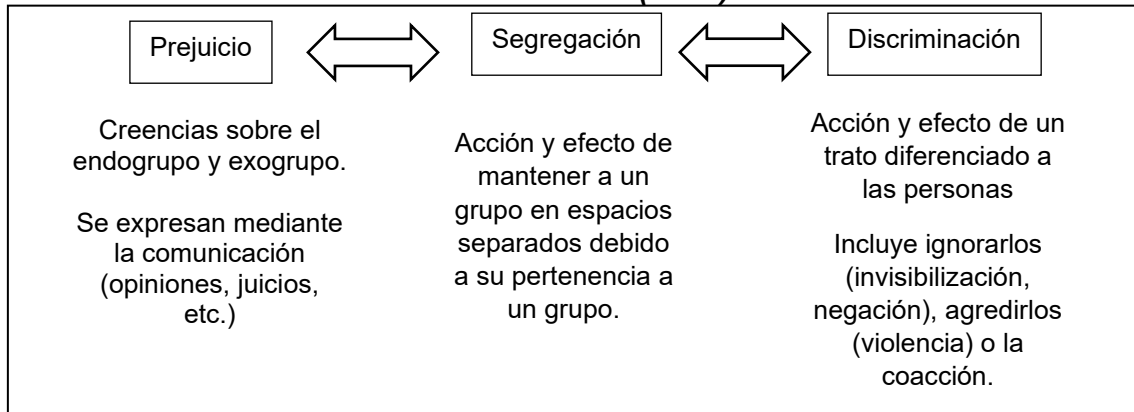 Prejuicio
Segregación
Discriminación
Creencias sobre el
endogrupo y exogrupo.
Se expresan mediante
la comunicación
(opiniones, juicios,
etc.)
Acción y efecto de
mantener a un
grupo en espacios
separados debido
a su pertenencia a
un grupo.
Acción y efecto de un
trato diferenciado a
las personas
Incluye ignorarlos
(invisibilización,
negación), agredirlos
(violencia) o la
coacción.